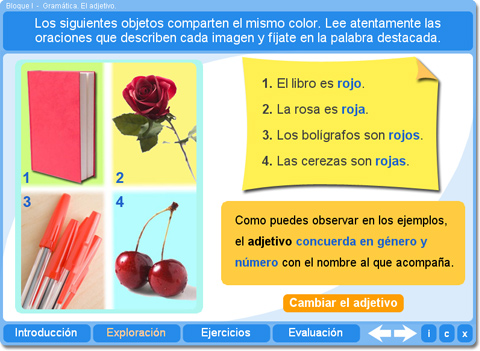 Bloque I - Gramática. El adjetivo.
Los siguientes objetos comparten el mismo color. Lee atentamente las
oraciones que describen cada imagen y fíjate en la palabra destacada.
1
2
3
4
1. El libro es rojo.
2. La rosa es roja.
3. Los bolígrafos son rojos.
4. Las cerezas son rojas.
Como puedes observar en los ejemplos,
el adjetivo concuerda en género y
número con el nombre al que acompaña.
Cambiar el adjetivo
Introducción Exploración Ejercicios Evaluación i c x